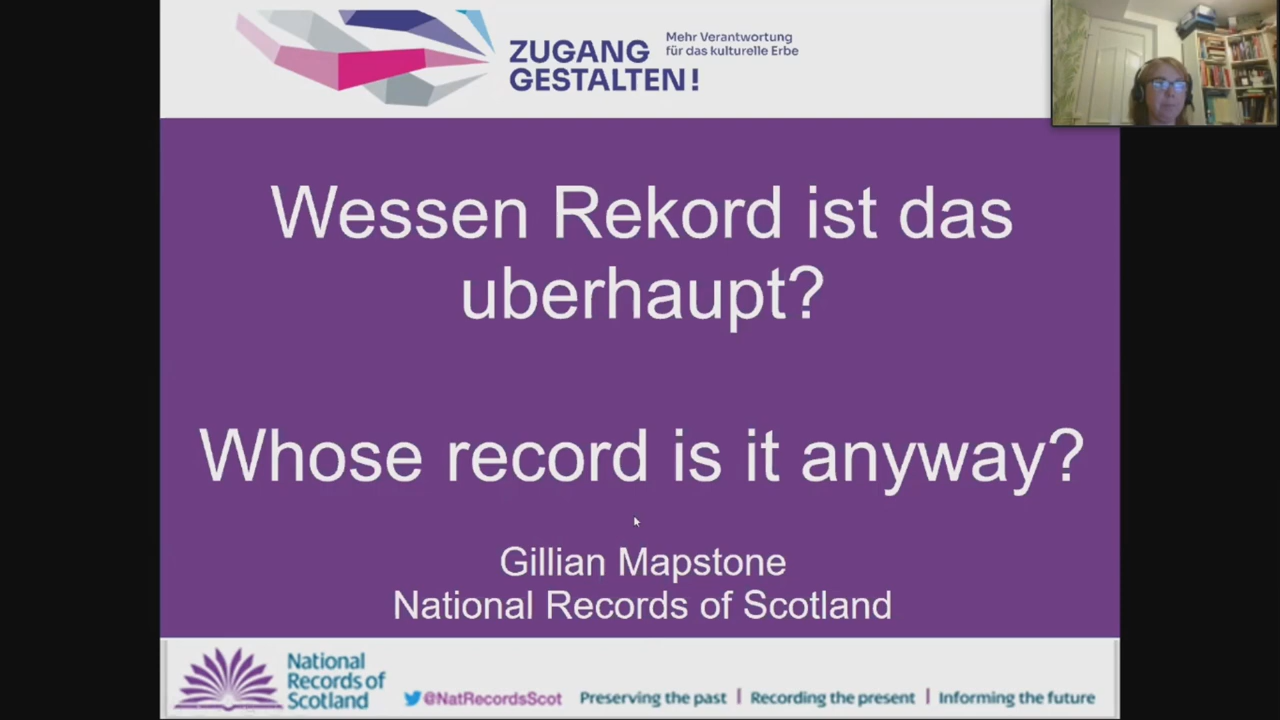 ZUGANG
GESTALTEN!
Mehr Verantwortung
für das kulturelle Erbe
Wessen Rekord ist das
uberhaupt?
Whose record is it anyway?
Gillian Mapstone
National Records of Scotland
National
Records of
Scotland
@NatRecordsScot
Preserving the past | Recording the present | Informing the future